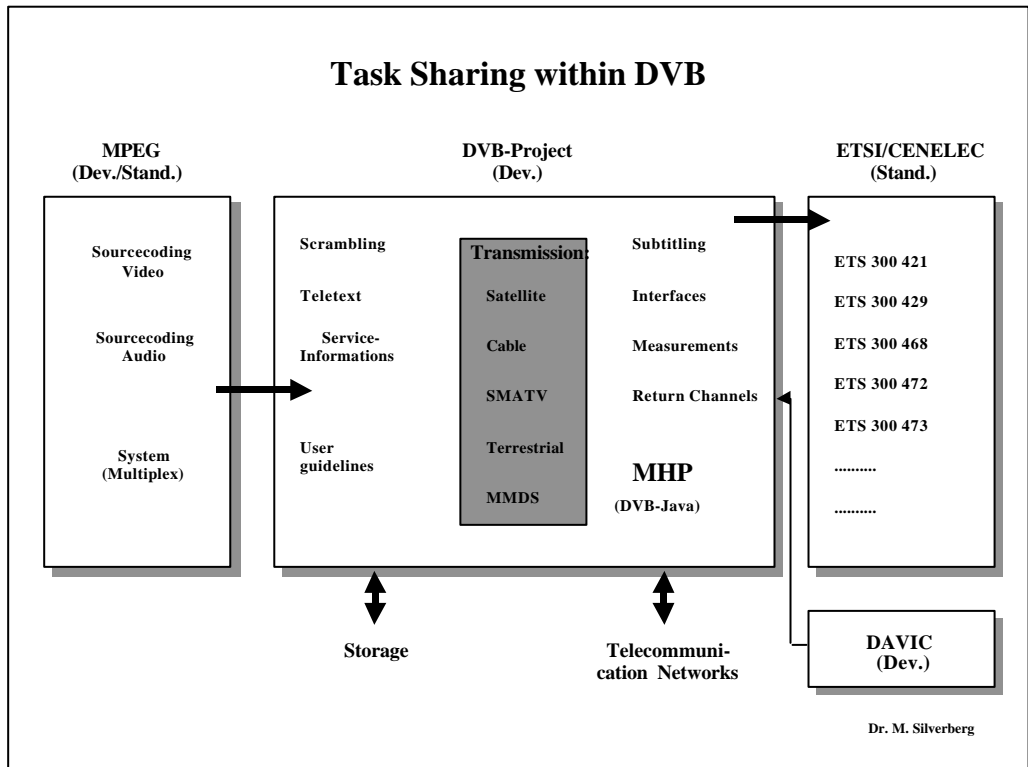 Task Sharing within DVB
MPEG
(Dev./Stand.)
Sourcecoding
Video
Sourcecoding
Audio
System
(Multiplex)
DVB-Project
(Dev.)
Scrambling
Teletext
Service-
Informations
User
guidelines
Transmission:
Satellite
Cable
SMATV
Terrestrial
MMDS
Subtitling
Interfaces
Measurements
Return Channels
MHP
(DVB-Java)
ETSI/CENELEC
(Stand.)
ETS 300 421
ETS 300 429
ETS 300 468
ETS 300 472
ETS 300 473
..........
..........
Storage
Telecommuni-
cation Networks
DAVIC
(Dev.)
Dr. M. Silverberg